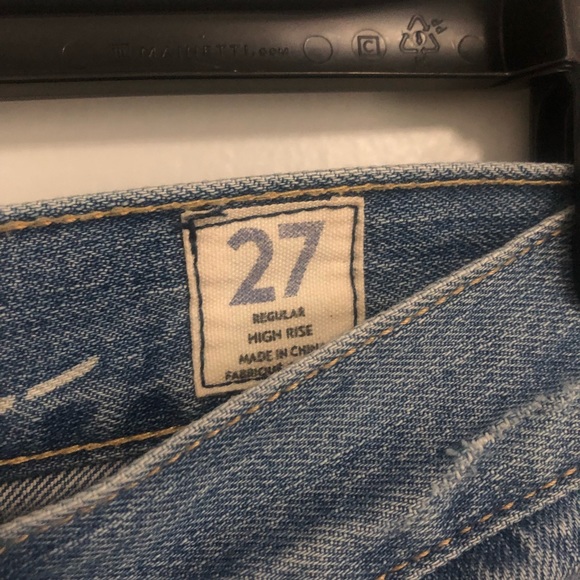 27
REGULAR
HIGH RISE
MADE IN CHINA